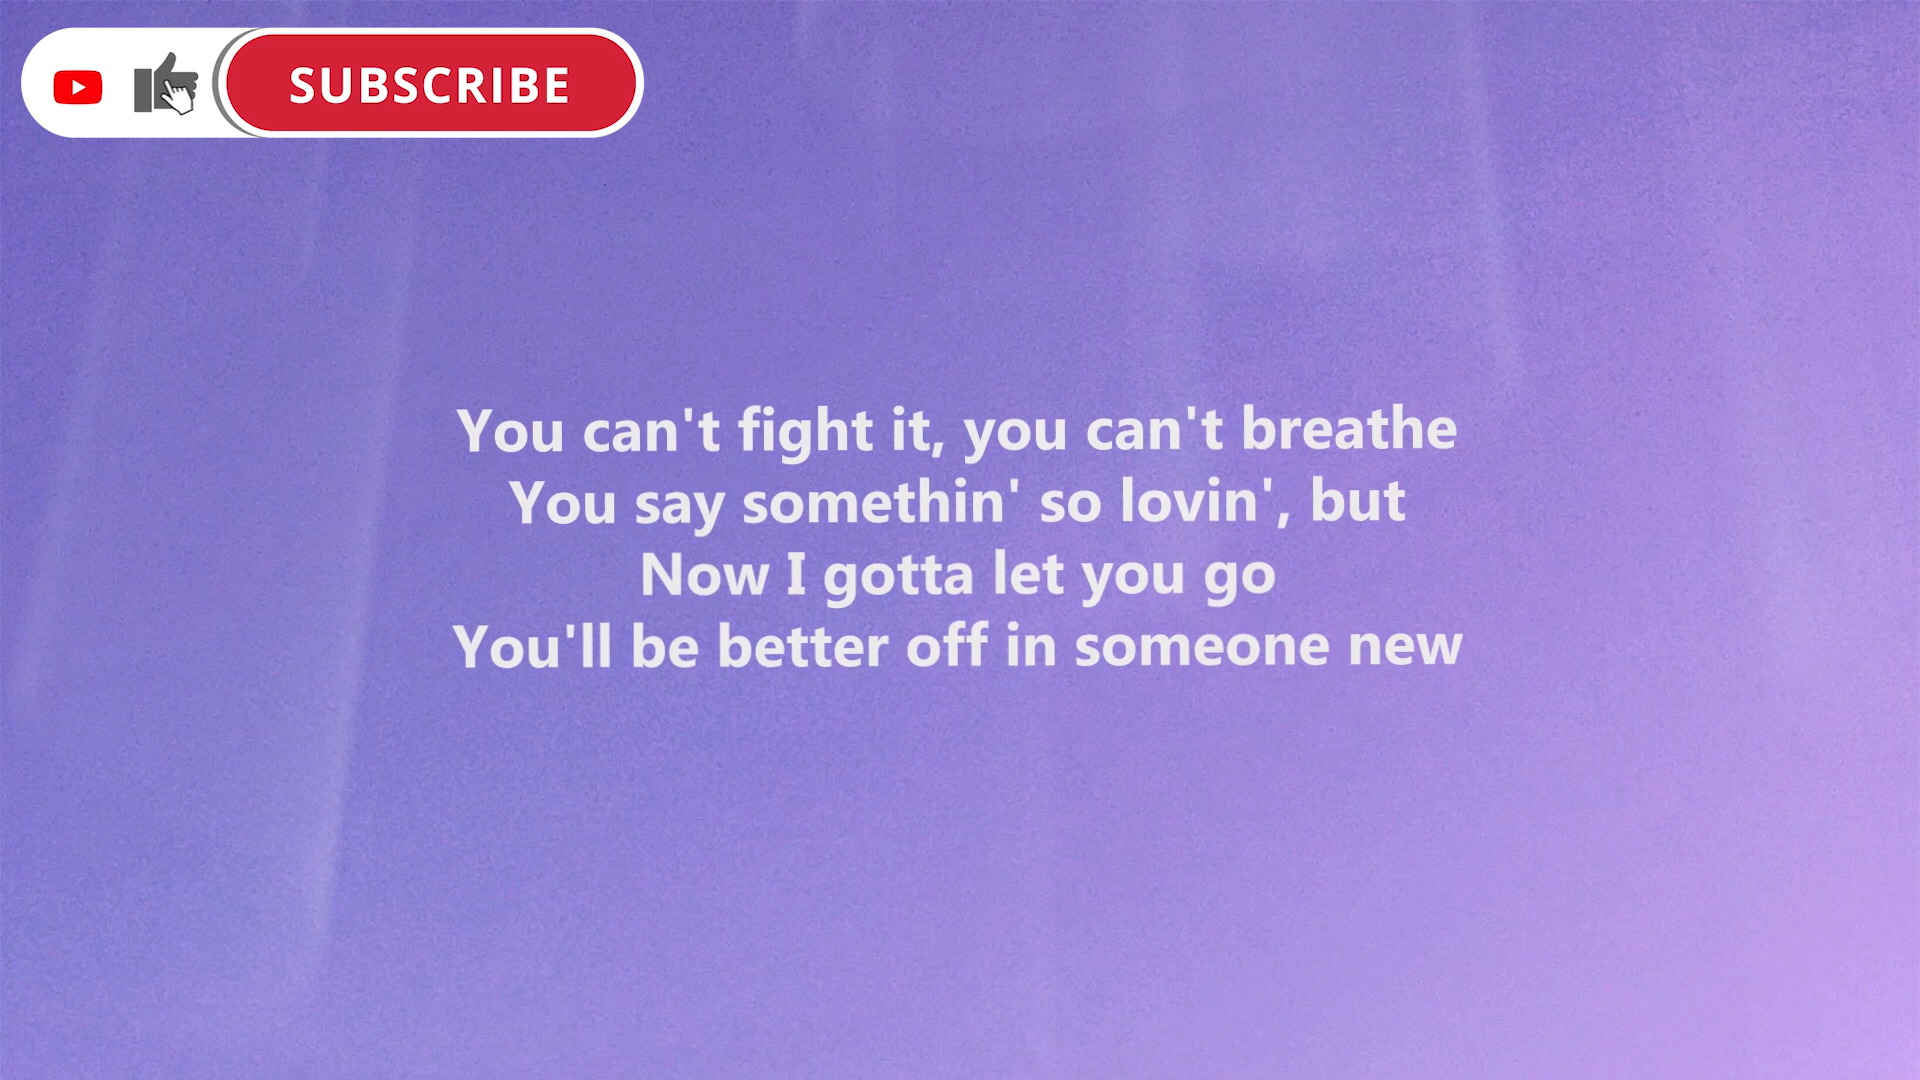 SUBSCRIBE
You can't fight it, you can't breathe
You say somethin' so lovin', but
Now I gotta let you go
You'll be better off in someone new